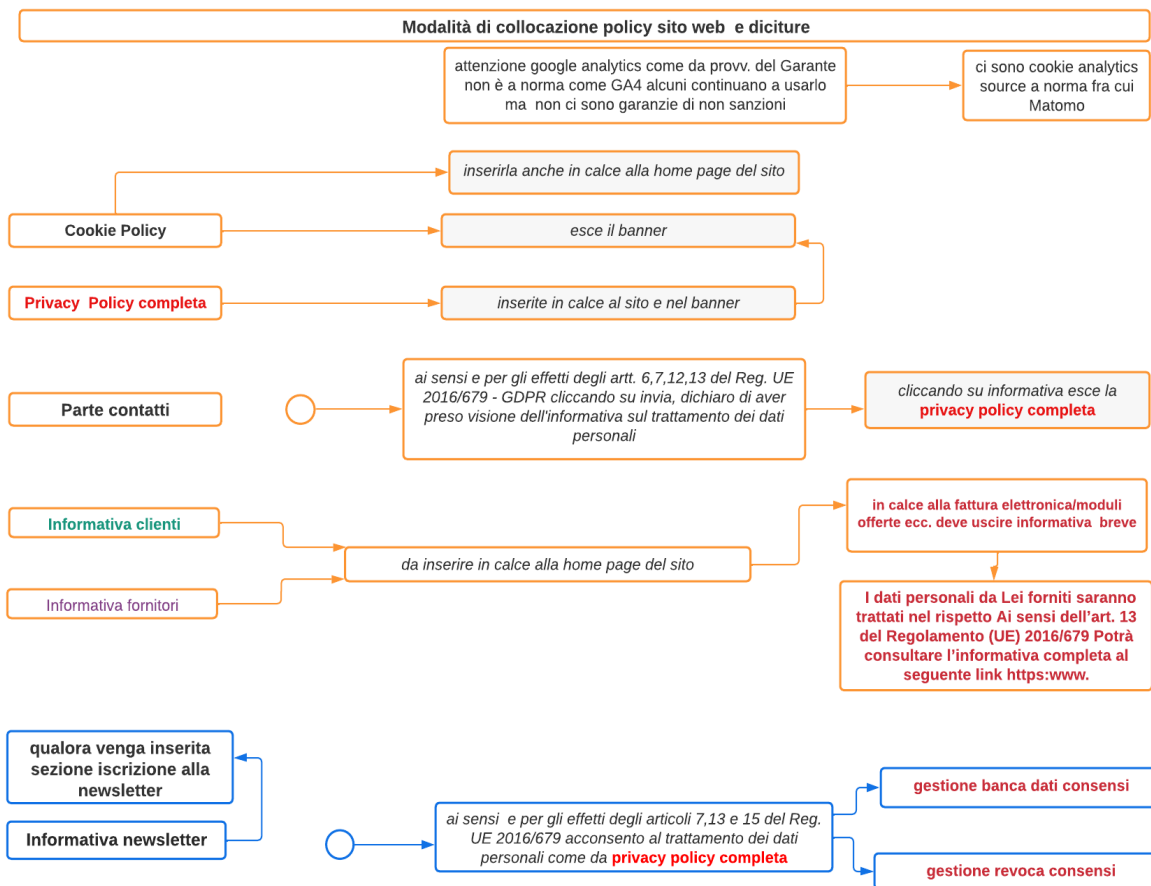 Modalità di collocazione policy sito web e diciture
attenzione google analytics come da provv. del Garante
non è a norma come GA4 alcuni continuano a usarlo
ma non ci sono garanzie di non sanzioni
ci sono cookie analytics
source a norma fra cui
Matomo
inserirla anche in calce alla home page del sito
Cookie Policy
esce il banner
Privacy Policy completa
inserite in calce al sito e nel banner
Parte contatti
ai sensi e per gli effetti degli artt. 6,7,12,13 del Reg. UE
2016/679 - GDPR cliccando su invia, dichiaro di aver
preso visione dell'informativa sul trattamento dei dati
personali
cliccando su informativa esce la
privacy policy completa
Informativa clienti
Informativa fornitori
da inserire in calce alla home page del sito
in calce alla fattura elettronica/moduli
offerte ecc. deve uscire informativa breve
I dati personali da Lei forniti saranno
trattati nel rispetto Ai sensi dell’art. 13
del Regolamento (UE) 2016/679 Potrà
consultare l’informativa completa al
seguente link https:www.
qualora venga inserita
sezione iscrizione alla
newsletter
Informativa newsletter
ai sensi e per gli effetti degli articoli 7,13 e 15 del Reg.
UE 2016/679 acconsento al trattamento dei dati
personali come da privacy policy completa
gestione banca dati consensi
gestione revoca consensi